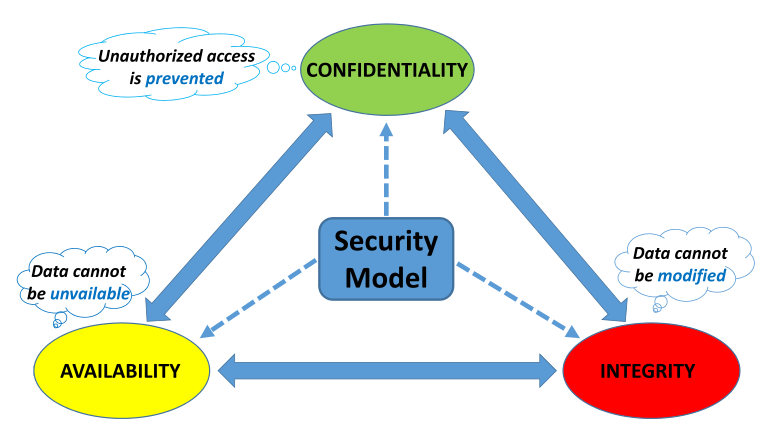 Unauthorized access
is prevented
CONFIDENTIALITY
Security
Model
Data cannot
be unvailable
Data cannot
be modified
AVAILABILITY
INTEGRITY